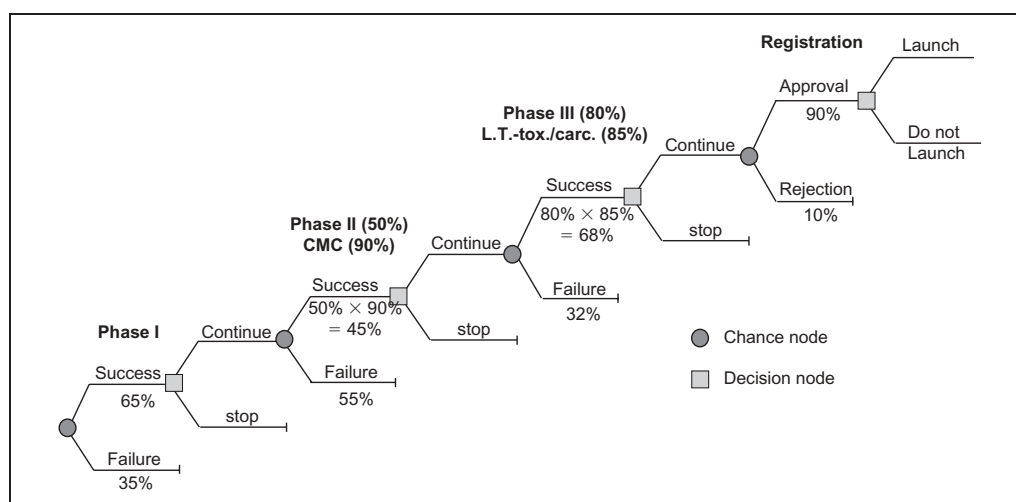 Registration
Launch
Approval
90%
Do not
Launch
Phase III (80%)
L.T.-tox./carc. (85%)
Continue
Rejection
10%
Success
80% × 85%
= 68%
stop
Phase II (50%)
CMC (90%)
Continue
Failure
32%
Success
50% × 90%
= 45%
stop
Phase I
Continue
Failure
55%
Success
65%
stop
Failure
35%
Chance node
Decision node